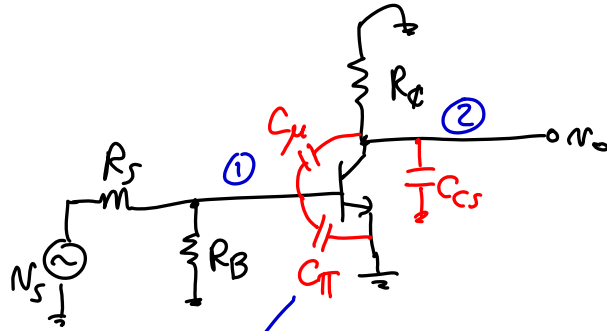 R_C
②
C_μ
v_o
R_S
①
C_CS
R_B
v_s
C_π